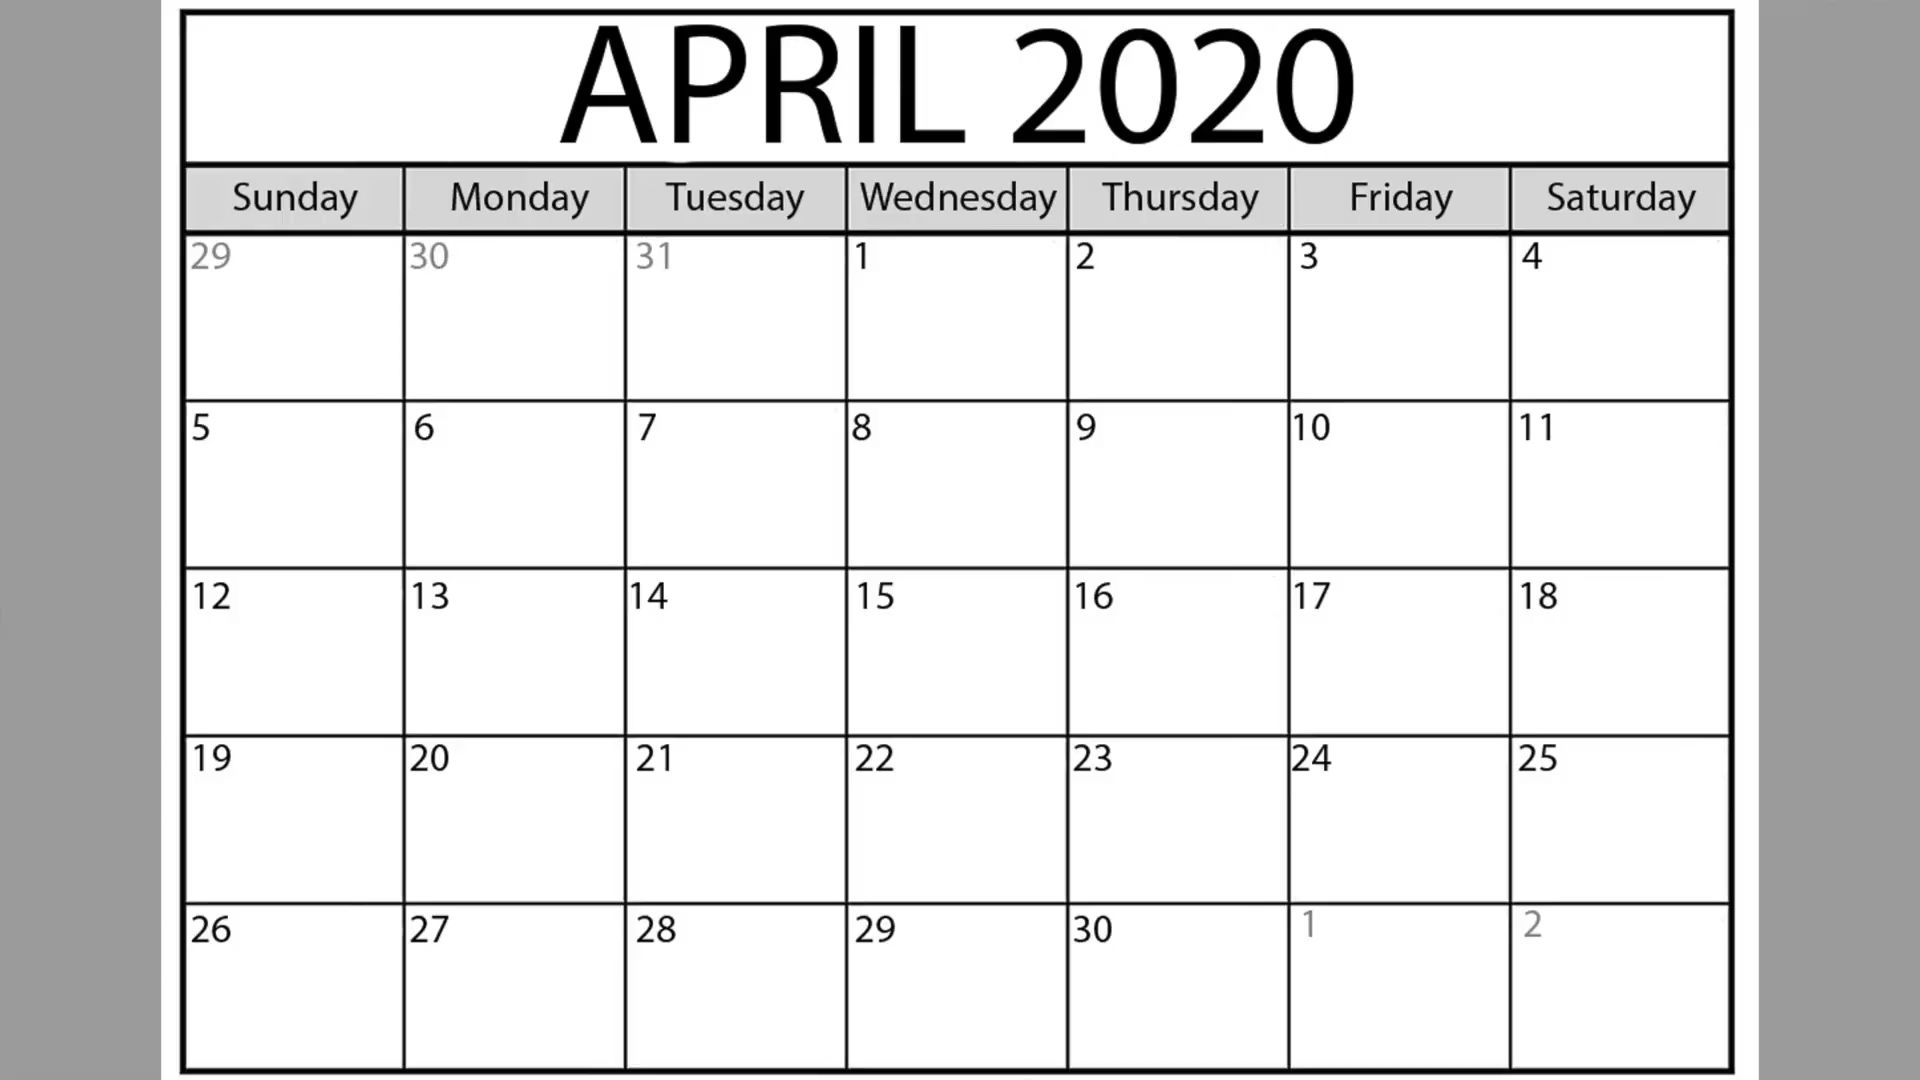 APRIL 2020
Sunday Monday Tuesday Wednesday Thursday Friday Saturday
29 30 31 1 2 3 4
5 6 7 8 9 10 11
12 13 14 15 16 17 18
19 20 21 22 23 24 25
26 27 28 29 30 1 2